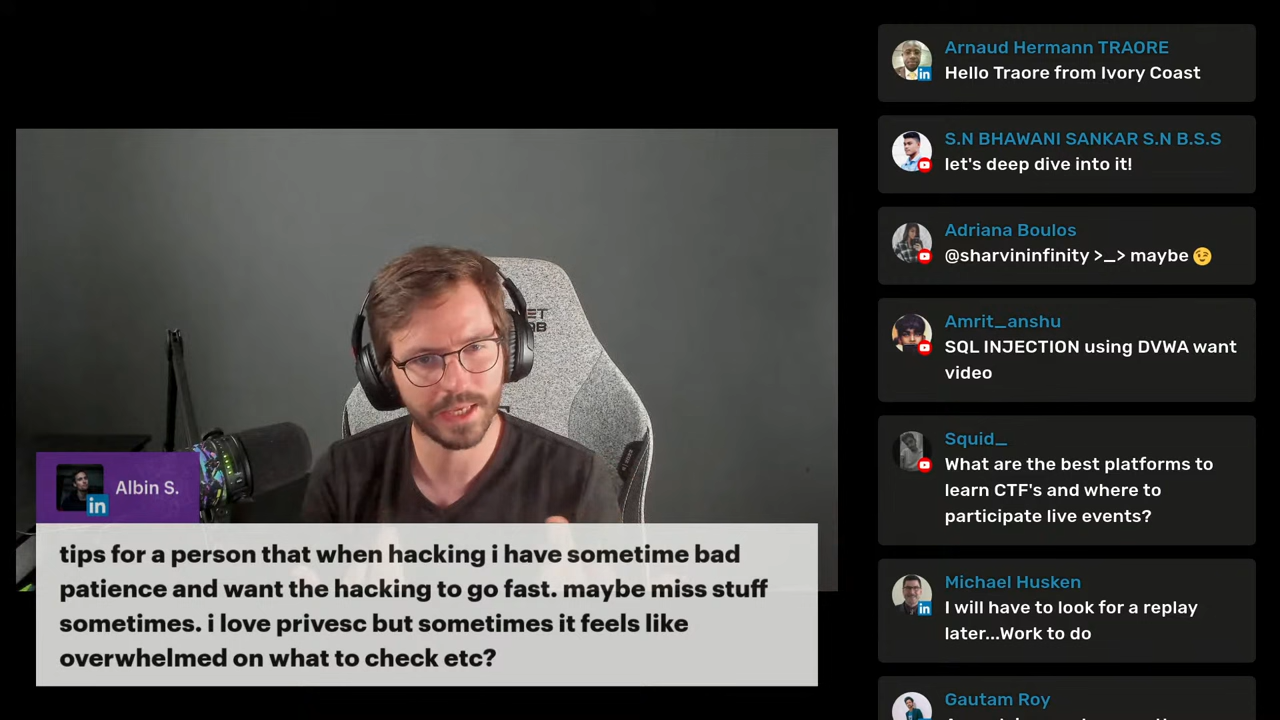 Albin S.
tips for a person that when hacking i have sometime bad
patience and want the hacking to go fast. maybe miss stuff
sometimes. i love privesc but sometimes it feels like
overwhelmed on what to check etc?
Arnaud Hermann TRAORE
Hello Traore from Ivory Coast
S.N BHAWANI SANKAR S.N B.S.S
let's deep dive into it!
Adriana Boulos
@sharvininfinity >_> maybe 😉
Amrit_anshu
SQL INJECTION using DVWA want
video
Squid_
What are the best platforms to
learn CTF's and where to
participate live events?
Michael Husken
I will have to look for a replay
later...Work to do
Gautam Roy